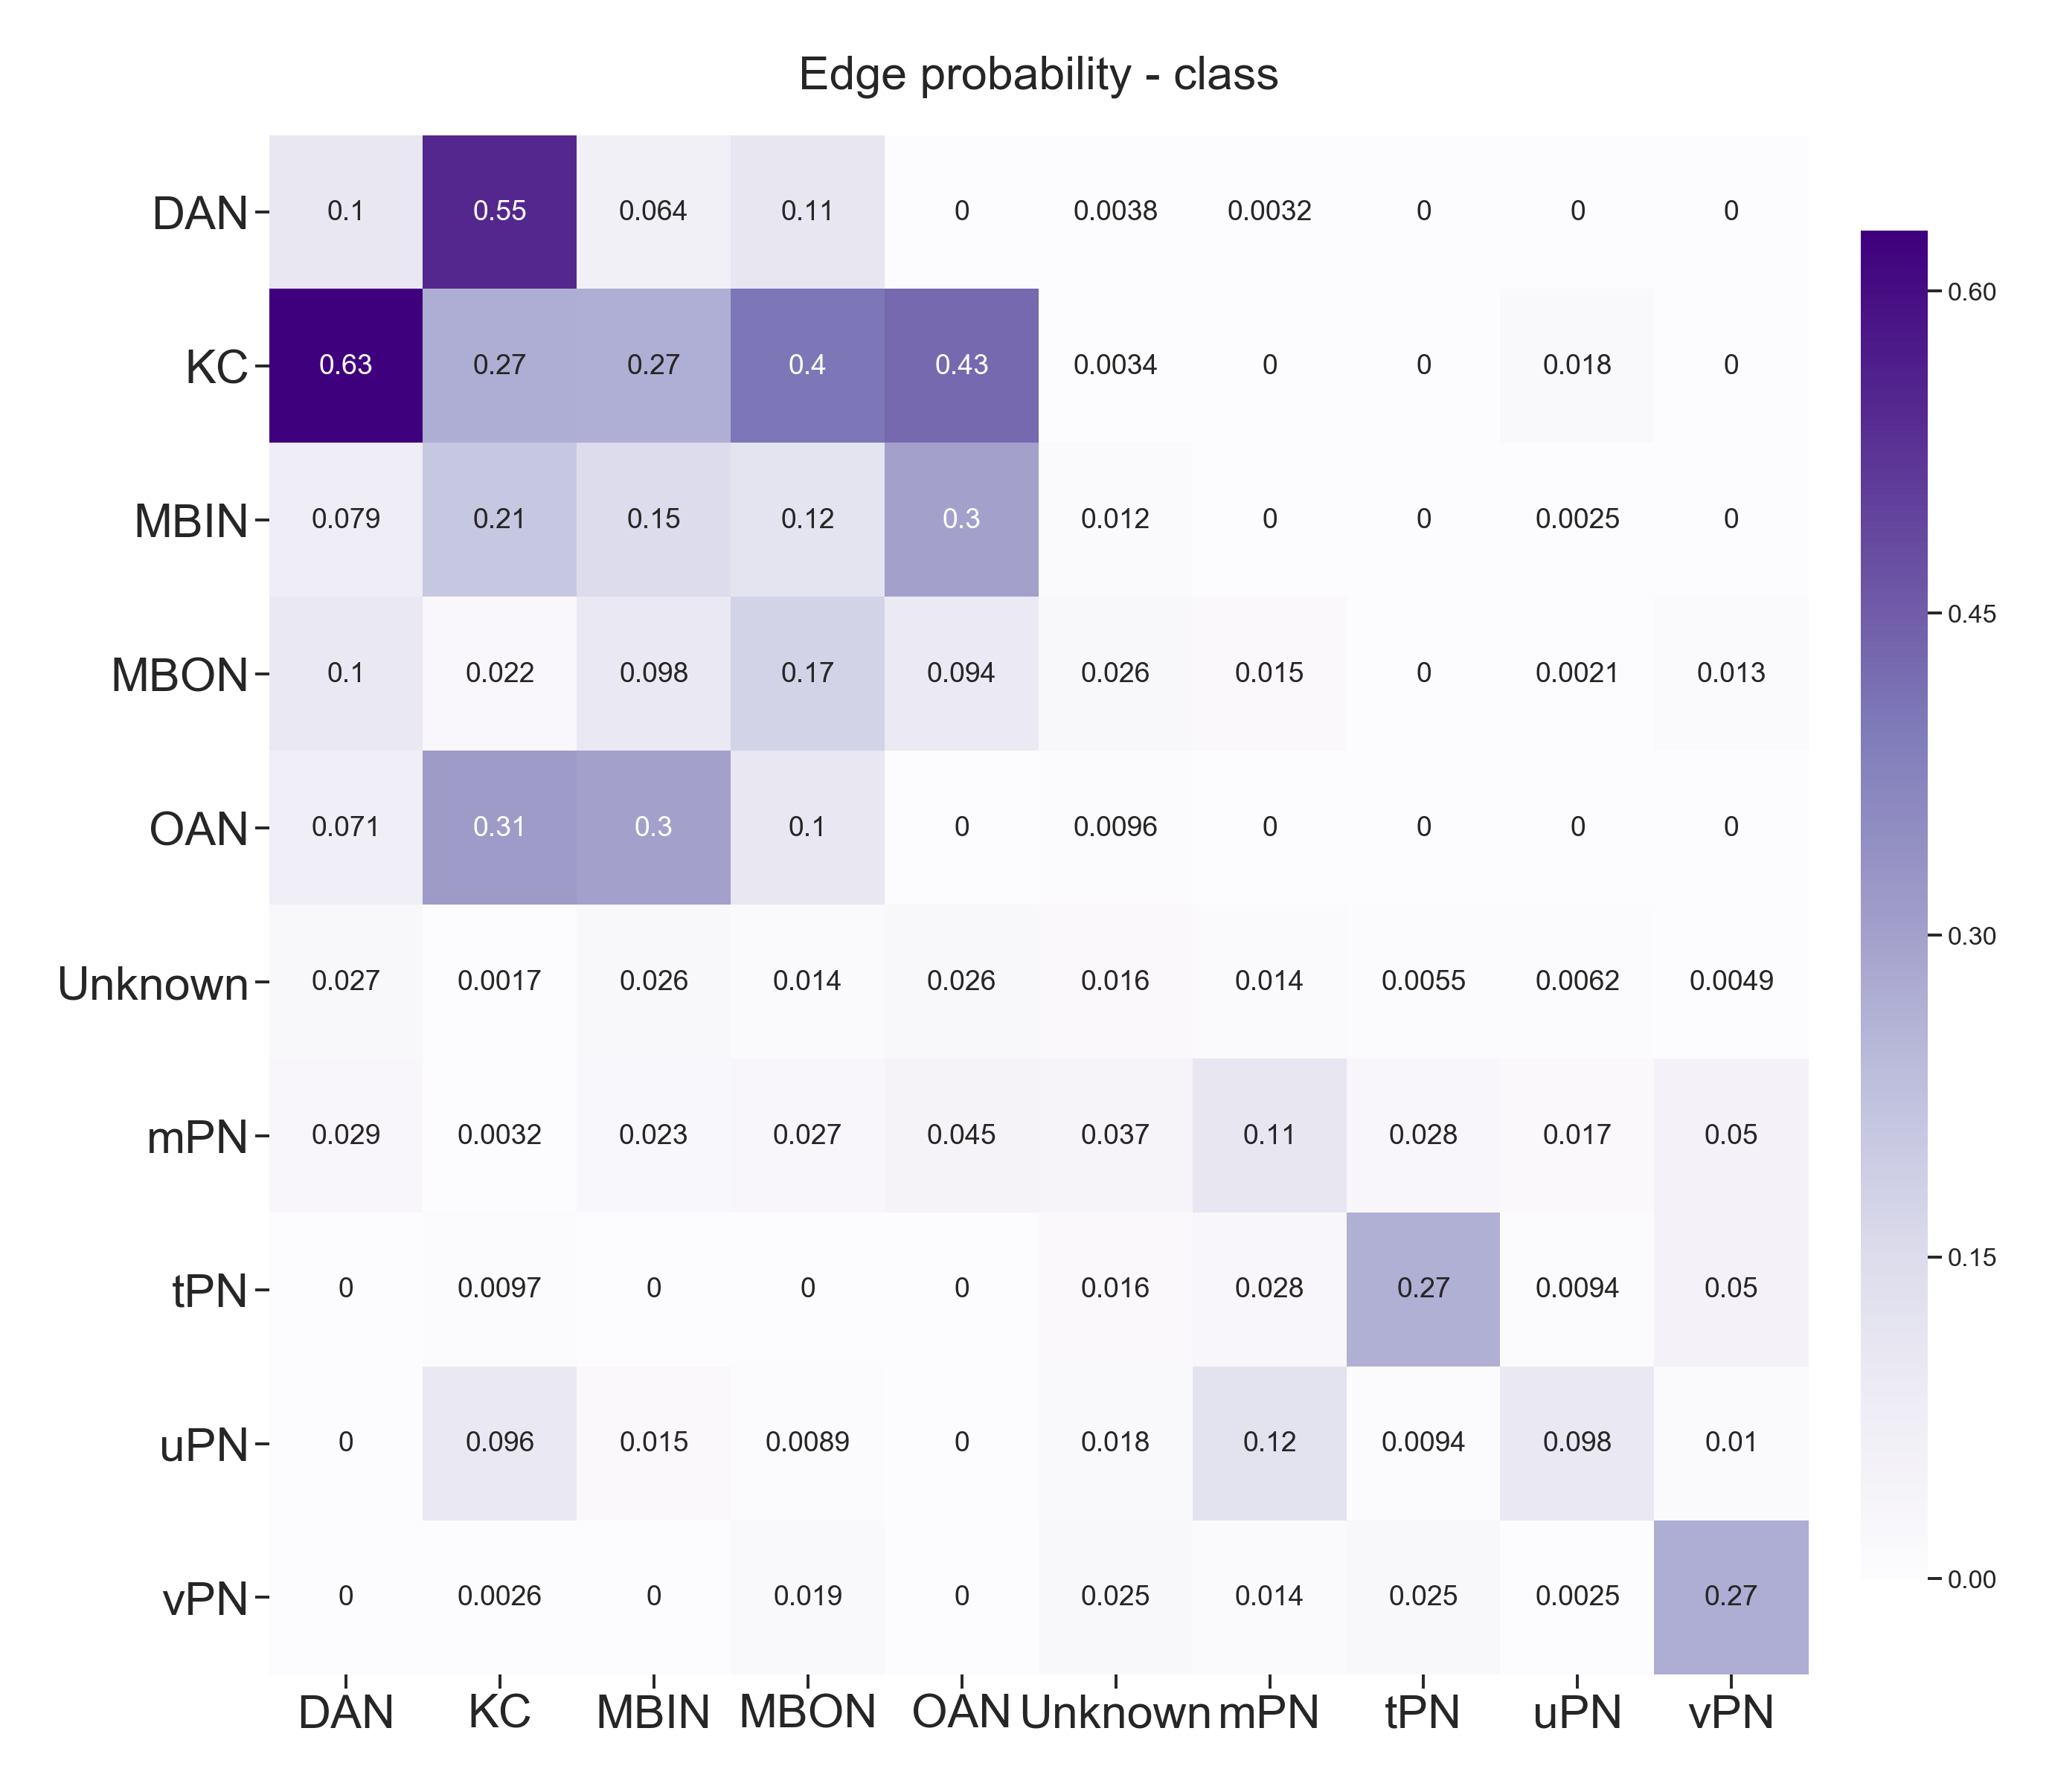 Edge probability - class
DAN 0.1 0.55 0.064 0.11 0 0.0038 0.0032 0 0 0
0.60
KC 0.63 0.27 0.27 0.4 0.43 0.0034 0 0 0.018 0
MBIN 0.079 0.21 0.15 0.12 0.3 0.012 0 0 0.0025 0
0.45
MBON 0.1 0.022 0.098 0.17 0.094 0.026 0.015 0 0.0021 0.013
OAN 0.071 0.31 0.3 0.1 0 0.0096 0 0 0 0
0.30
Unknown 0.027 0.0017 0.026 0.014 0.026 0.016 0.014 0.0055 0.0062 0.0049
mPN 0.029 0.0032 0.023 0.027 0.045 0.037 0.11 0.028 0.017 0.05
0.15
tPN 0 0.0097 0 0 0 0.016 0.028 0.27 0.0094 0.05
uPN 0 0.096 0.015 0.0089 0 0.018 0.12 0.0094 0.098 0.01
0.00
vPN 0 0.0026 0 0.019 0 0.025 0.014 0.025 0.0025 0.27
DAN KC MBIN MBON OAN Unknown mPN tPN uPN vPN